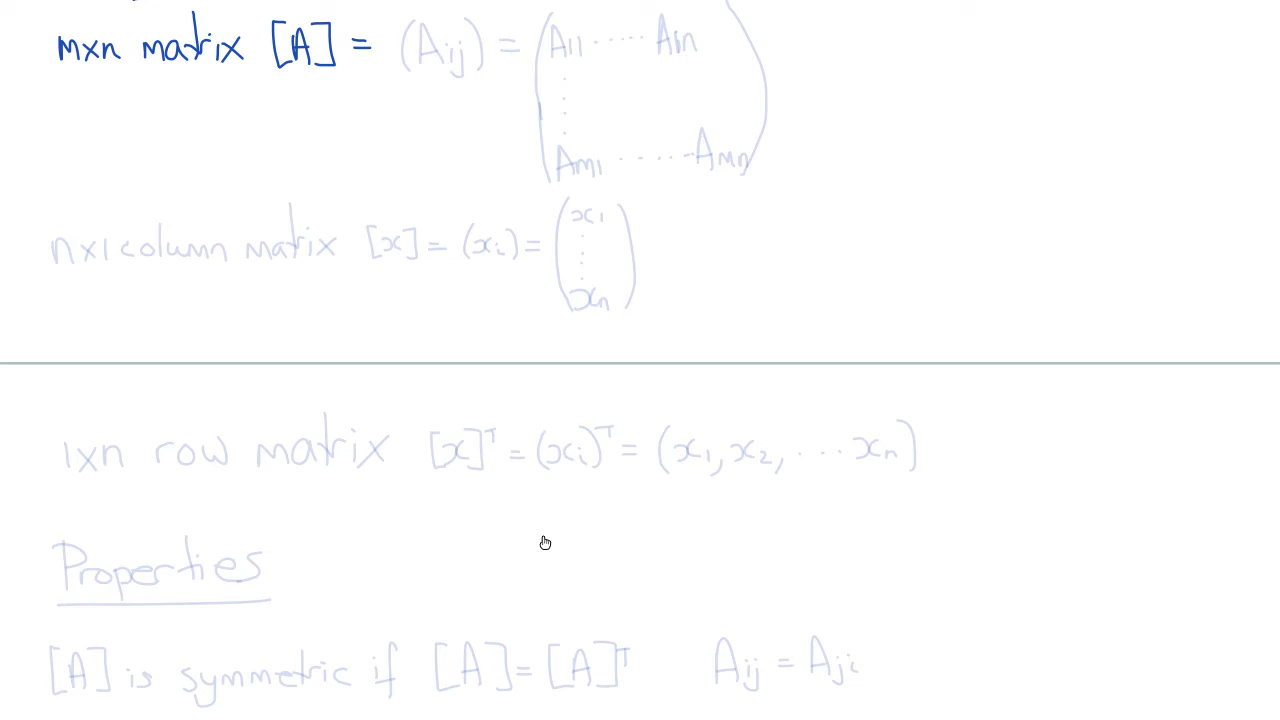 mxn matrix [A] = (Aij) = (A11 ····· A1n
⋮
Am1 ······ Amn)
nx1 column matrix [x] = (xi) = (x1
⋮
xn)
1xn row matrix [x]ᵀ = (xi)ᵀ = (x1, x2, ··· xn)
Properties
[A] is symmetric if [A] = [A]ᵀ Aij = Aji